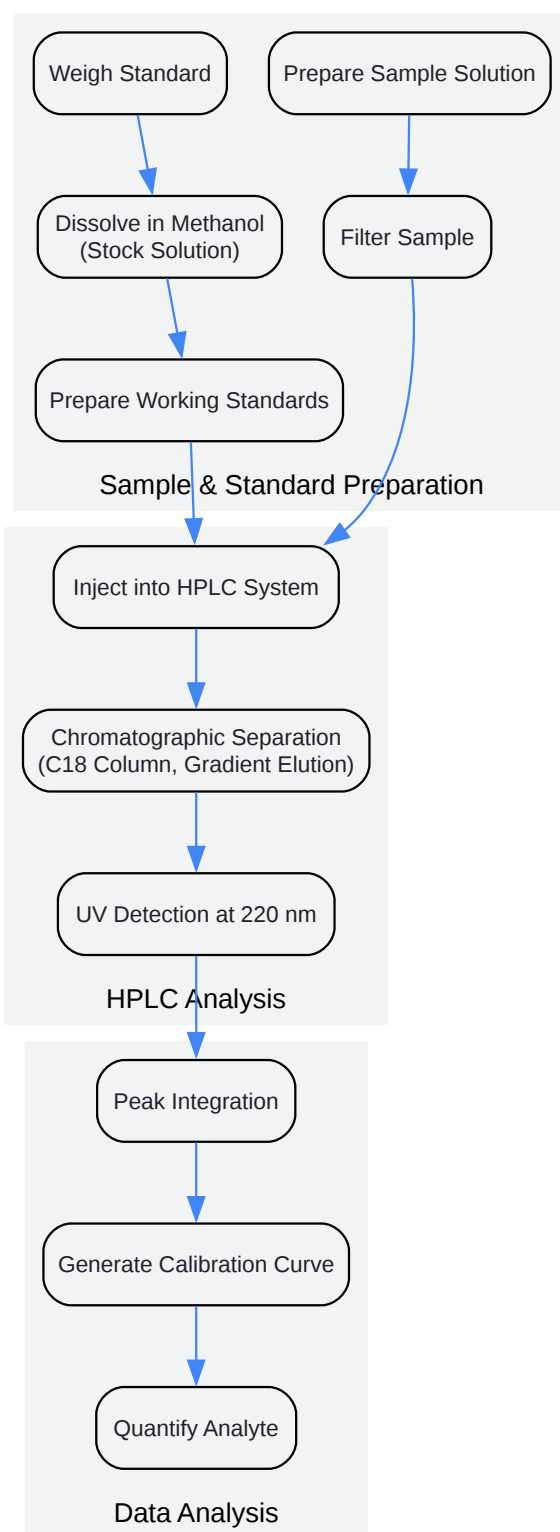 Weigh Standard
Prepare Sample Solution
Dissolve in Methanol
(Stock Solution)
Filter Sample
Prepare Working Standards
Sample & Standard Preparation
Inject into HPLC System
Chromatographic Separation
(C18 Column, Gradient Elution)
UV Detection at 220 nm
HPLC Analysis
Peak Integration
Generate Calibration Curve
Quantify Analyte
Data Analysis